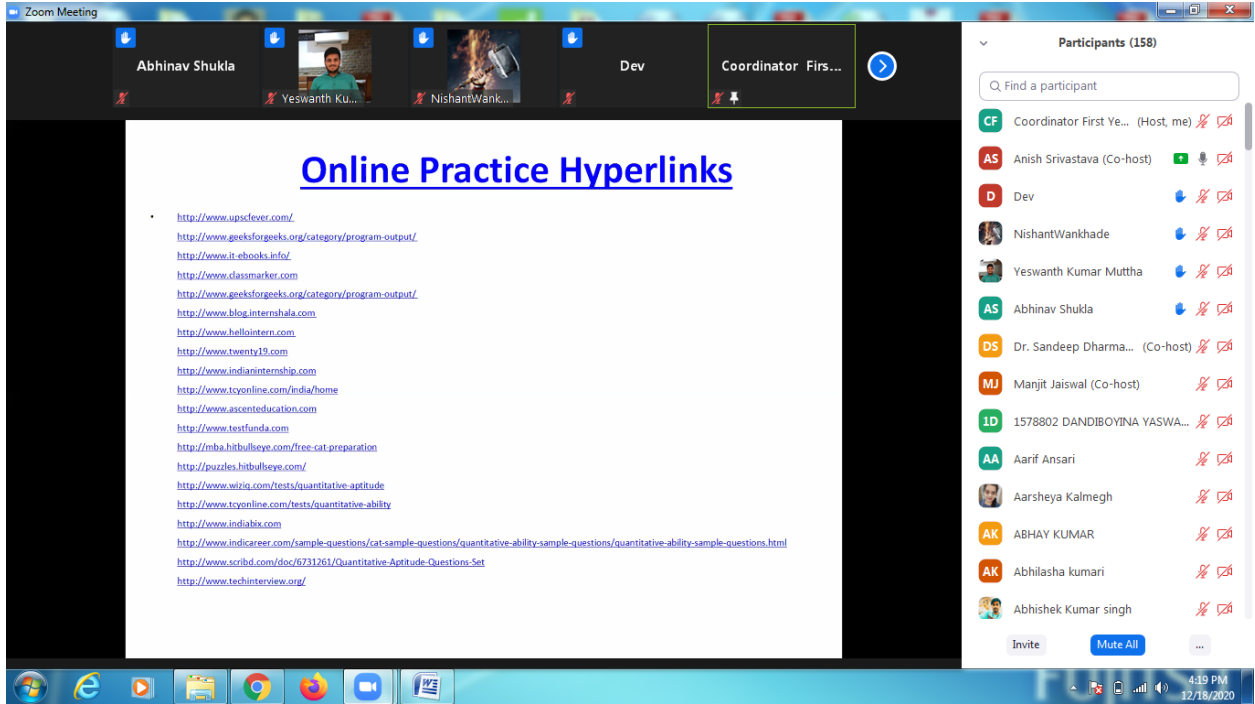 Zoom Meeting
Abhinav Shukla
Yeswanth Ku...
NishantWank...
Dev
Coordinator Firs...
Online Practice Hyperlinks
• http://www.upscfever.com/
http://www.geeksforgeeks.org/category/program-output/
http://www.it-ebooks.info/
http://www.classmarker.com
http://www.geeksforgeeks.org/category/program-output/
http://www.blog.internshala.com
http://www.hellointern.com
http://www.twenty19.com
http://www.indianinternship.com
http://www.tcyonline.com/india/home
http://www.ascenteducation.com
http://www.testfunda.com
http://mba.hitbullseye.com/free-cat-preparation
http://puzzles.hitbullseye.com/
http://www.wiziq.com/tests/quantitative-aptitude
http://www.tcyonline.com/tests/quantitative-ability
http://www.indiabix.com
http://www.indicareer.com/sample-questions/cat-sample-questions/quantitative-ability-sample-questions/quantitative-ability-sample-questions.html
http://www.scribd.com/doc/6731261/Quantitative-Aptitude-Questions-Set
http://www.techinterview.org/
Participants (158)
Find a participant
CF Coordinator First Ye... (Host, me)
AS Anish Srivastava (Co-host)
D Dev
NishantWankhade
Yeswanth Kumar Muttha
AS Abhinav Shukla
DS Dr. Sandeep Dharma... (Co-host)
MJ Manjit Jaiswal (Co-host)
1D 1578802 DANDIBOYINA YASWA...
AA Aarif Ansari
Aarsheya Kalmegh
AK ABHAY KUMAR
AK Abhilasha kumari
Abhishek Kumar singh
Invite Mute All ...
4:19 PM
12/18/2020